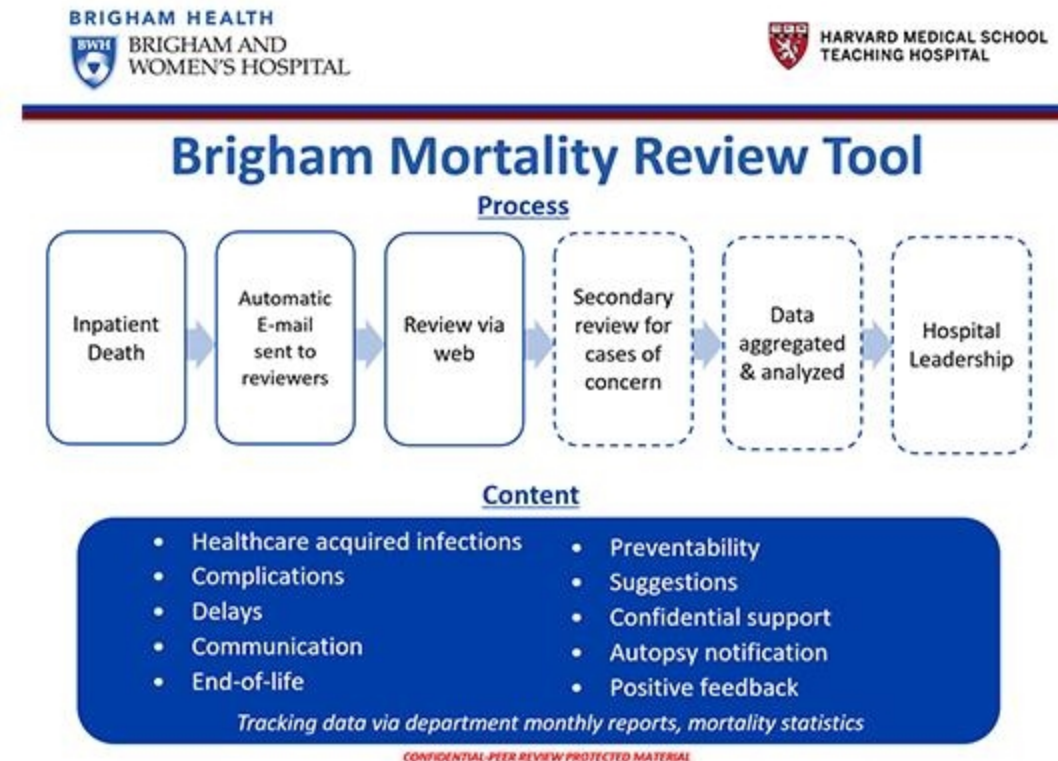 BRIGHAM HEALTH
BWH
BRIGHAM AND
WOMEN'S HOSPITAL
HARVARD MEDICAL SCHOOL
TEACHING HOSPITAL
Brigham Mortality Review Tool
Process
Inpatient
Death
Automatic
E-mail
sent to
reviewers
Review via
web
Secondary
review for
cases of
concern
Data
aggregated
& analyzed
Hospital
Leadership
Content
• Healthcare acquired infections
• Complications
• Delays
• Communication
• End-of-life
• Preventability
• Suggestions
• Confidential support
• Autopsy notification
• Positive feedback
Tracking data via department monthly reports, mortality statistics
CONFIDENTIAL-PEER REVIEW PROTECTED MATERIAL